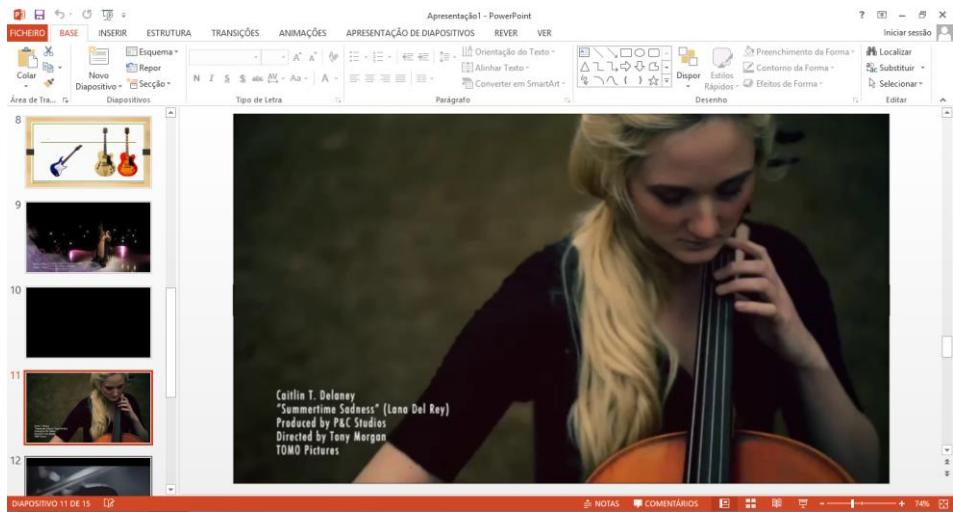 Apresentação1 - PowerPoint
FICHEIRO BASE INSERIR ESTRUTURA TRANSIÇÕES ANIMAÇÕES APRESENTAÇÃO DE DIAPOSITIVOS REVER VER Iniciar sessão
Colar
Novo Diapositivo
Esquema
Repor
Secção
Orientação do Texto
Alinhar Texto
Converter em SmartArt
Dispor
Estilos Rápidos
Preenchimento da Forma
Contorno da Forma
Efeitos de Forma
Localizar
Substituir
Selecionar
Área de Tra... Diapositivos Tipo de Letra Parágrafo Desenho Editar
8
9
10
11
12
Caitlin T. Delaney
"Summertime Sadness" (Lana Del Rey)
Produced by P&C Studios
Directed by Tony Morgan
TOMO Pictures
DIAPOSITIVO 11 DE 15 NOTAS COMENTÁRIOS 74%